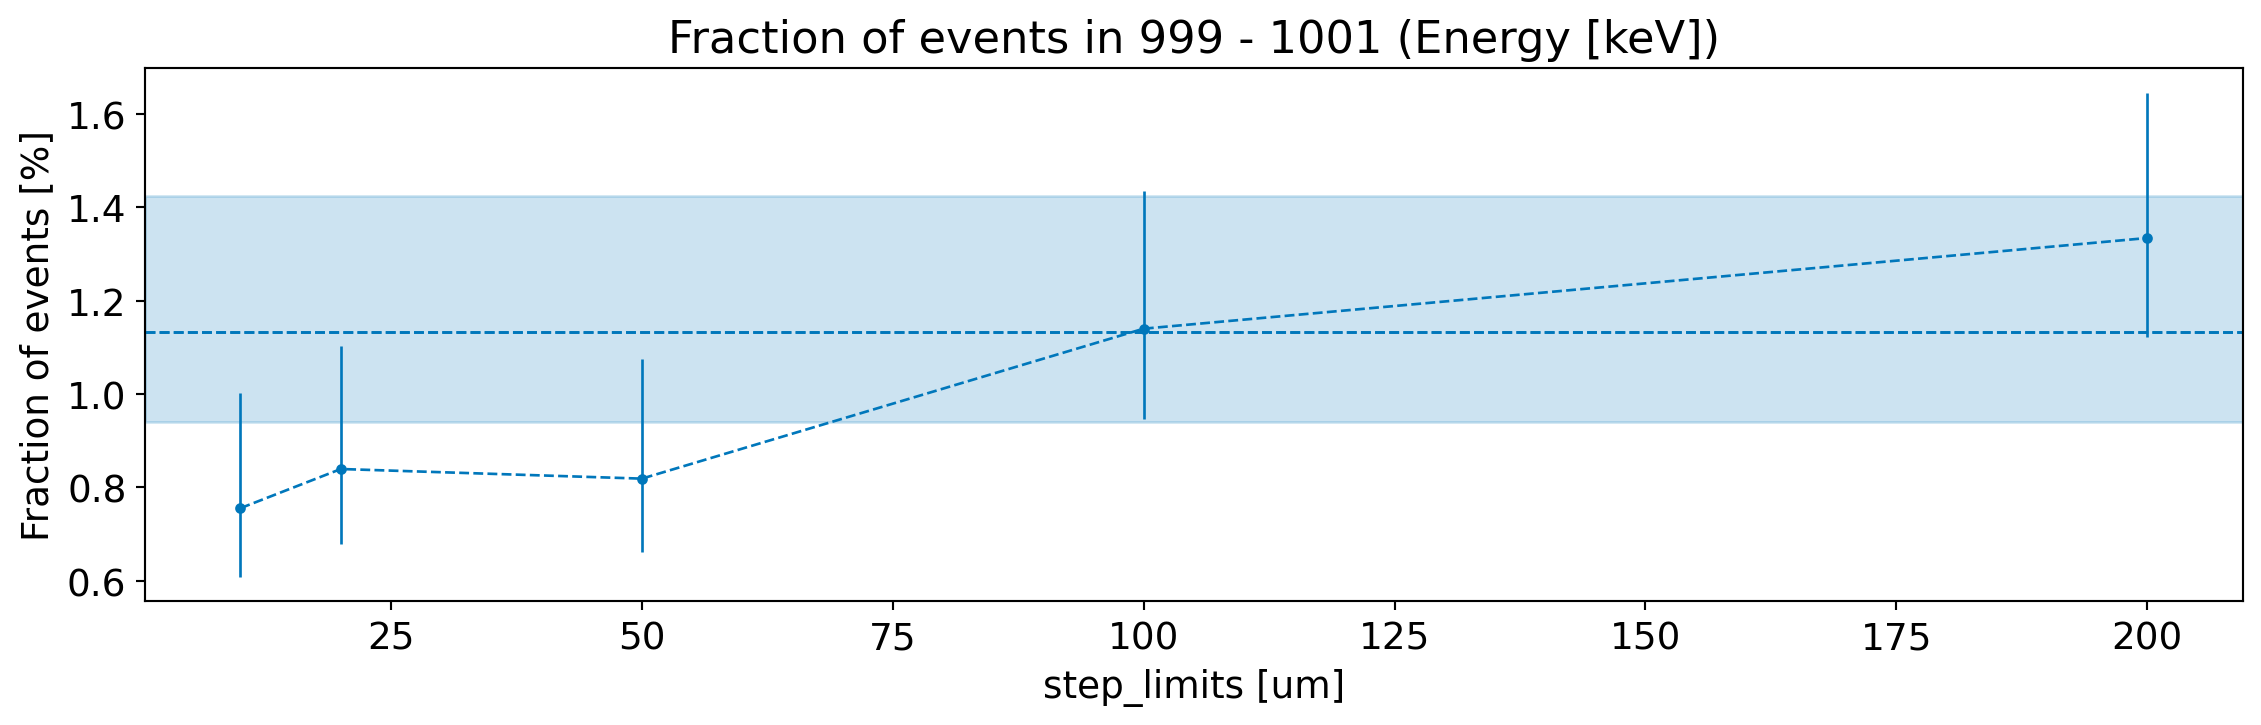 Fraction of events in 999 - 1001 (Energy [keV])
Fraction of events [%]
1.6
1.4
1.2
1.0
0.8
0.6
25 50 75 100 125 150 175 200
step_limits [um]